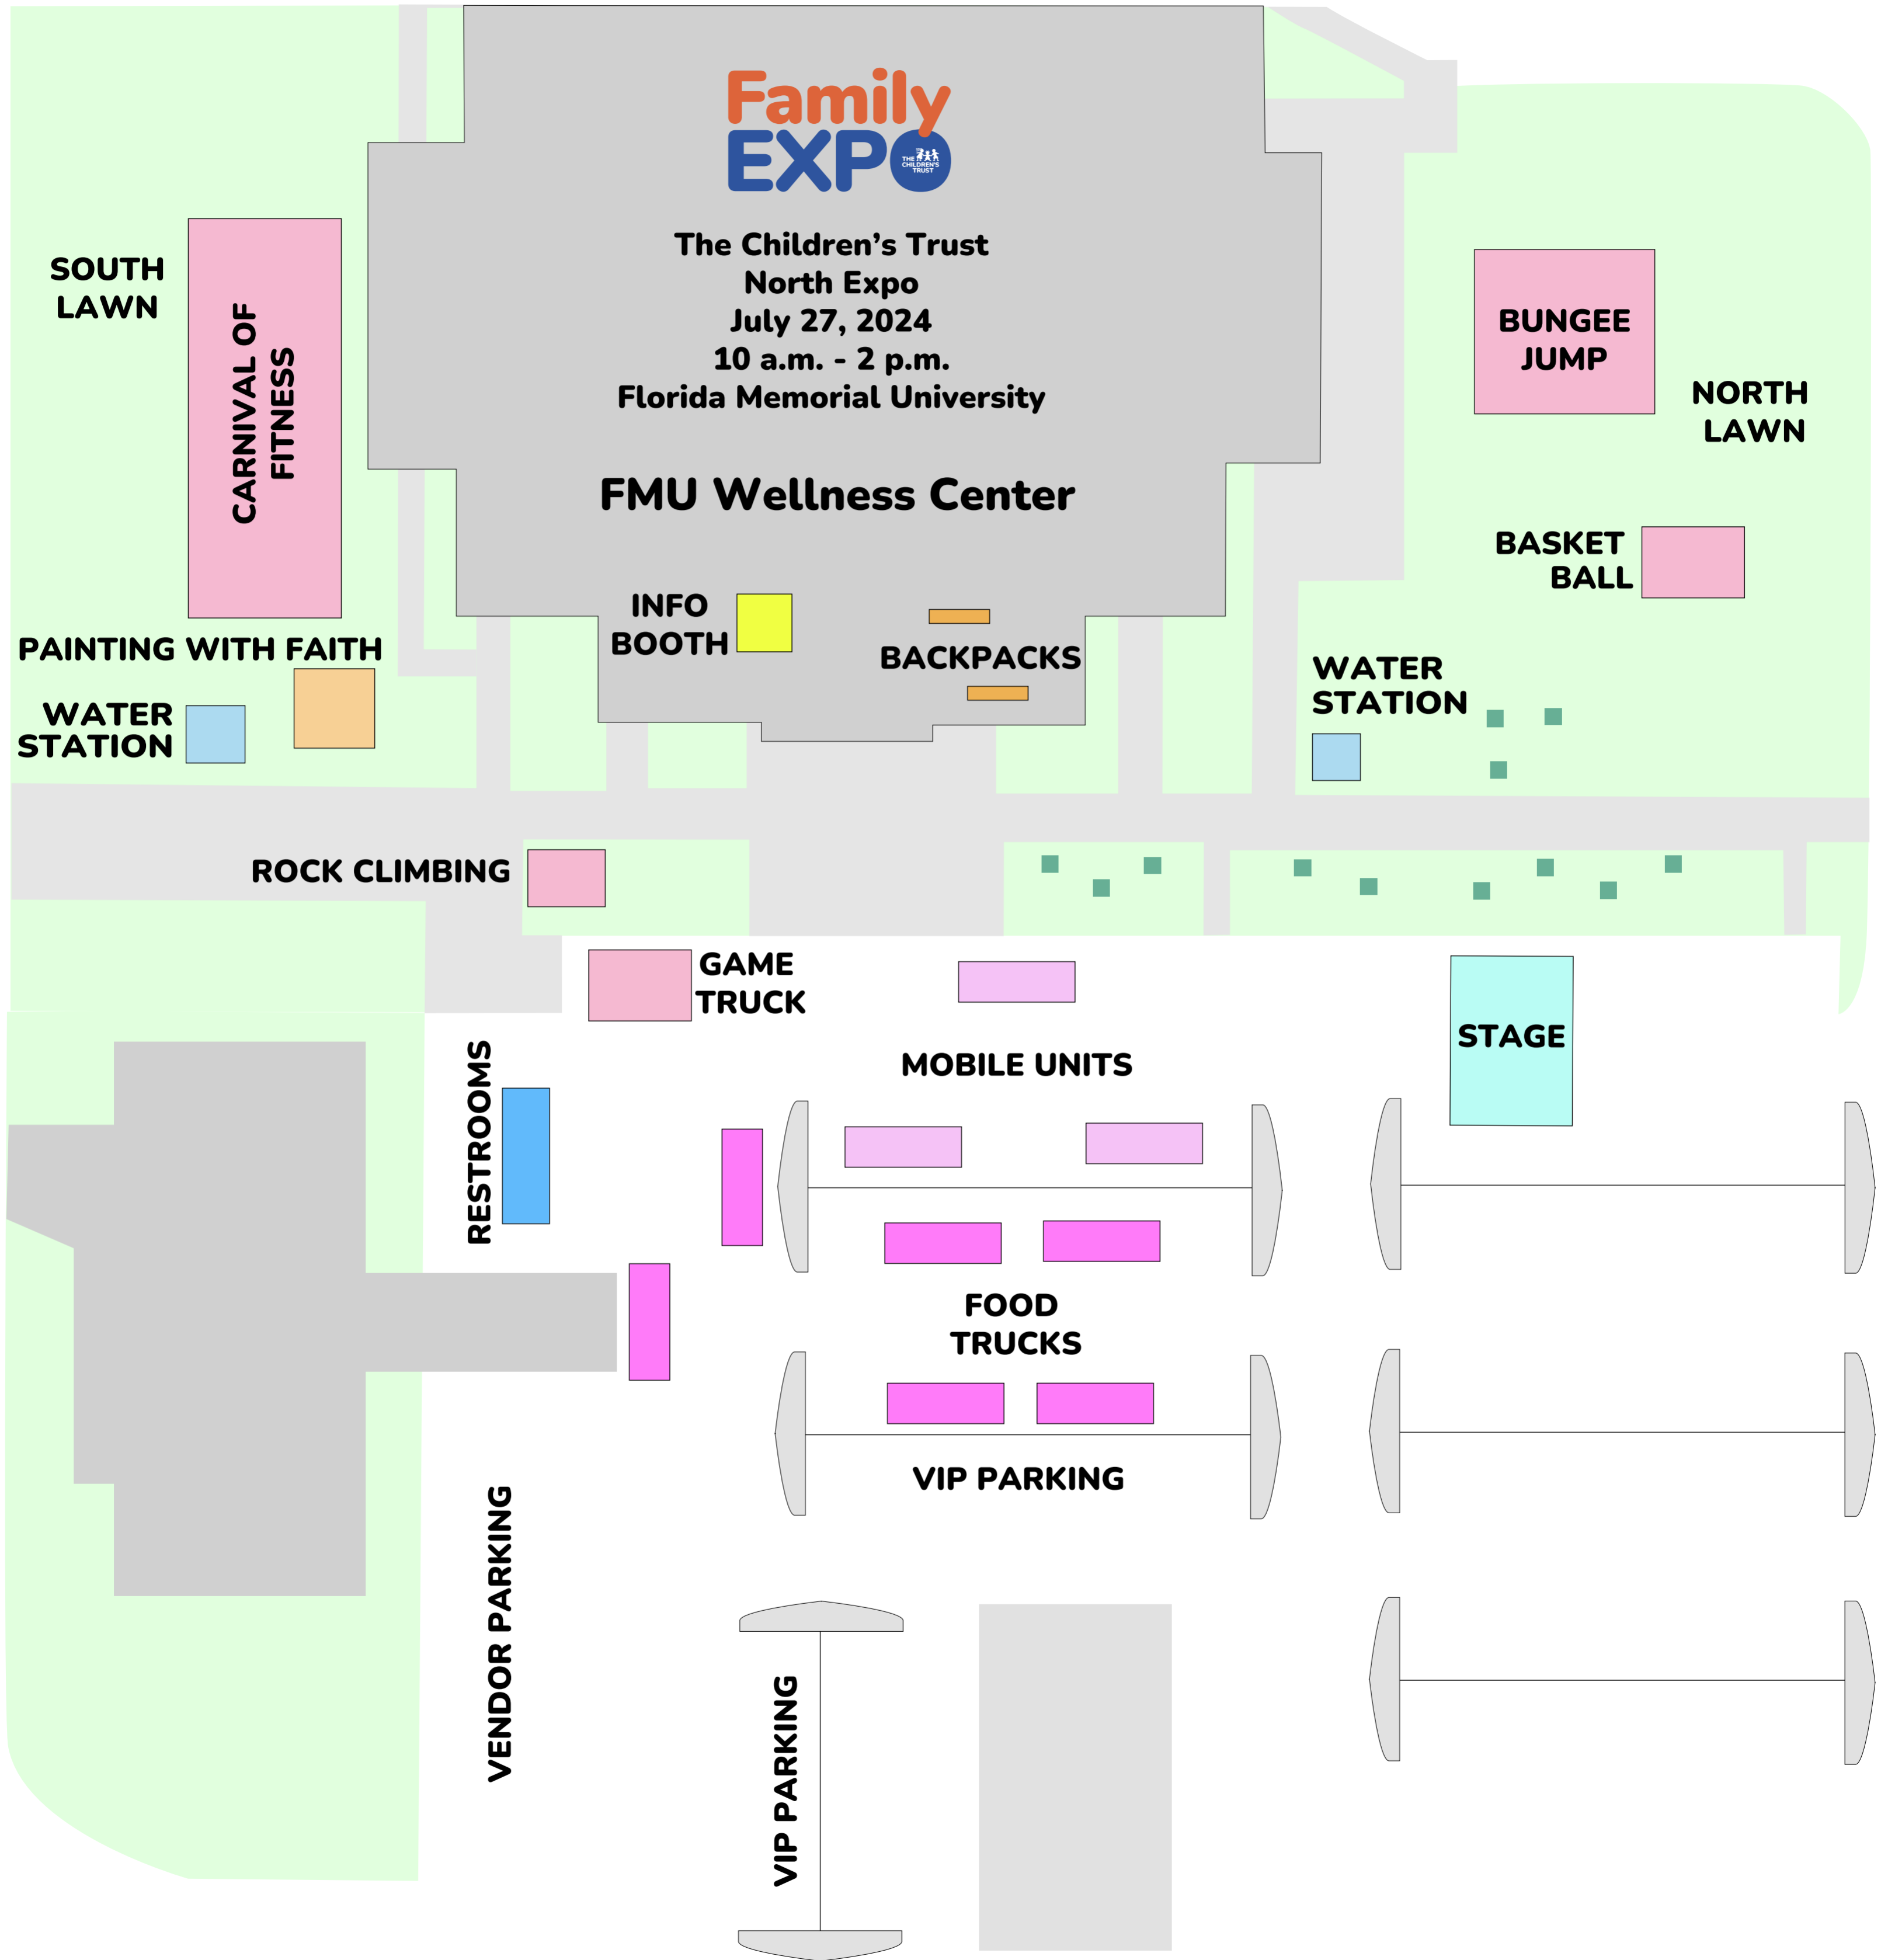 Family
EXPO
THE
CHILDREN'S
TRUST
The Children’s Trust
North Expo
July 27, 2024
10 a.m. - 2 p.m.
Florida Memorial University
FMU Wellness Center
SOUTH
LAWN
CARNIVAL OF
FITNESS
BUNGEE
JUMP
NORTH
LAWN
BASKET
BALL
INFO
BOOTH
BACKPACKS
PAINTING WITH FAITH
WATER
STATION
WATER
STATION
ROCK CLIMBING
GAME
TRUCK
STAGE
MOBILE UNITS
RESTROOMS
FOOD
TRUCKS
VIP PARKING
VENDOR PARKING
VIP PARKING